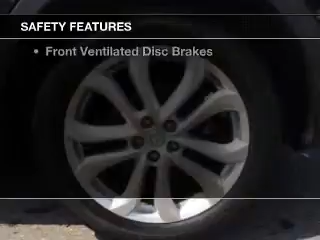 SAFETY FEATURES
• Front Ventilated Disc Brakes